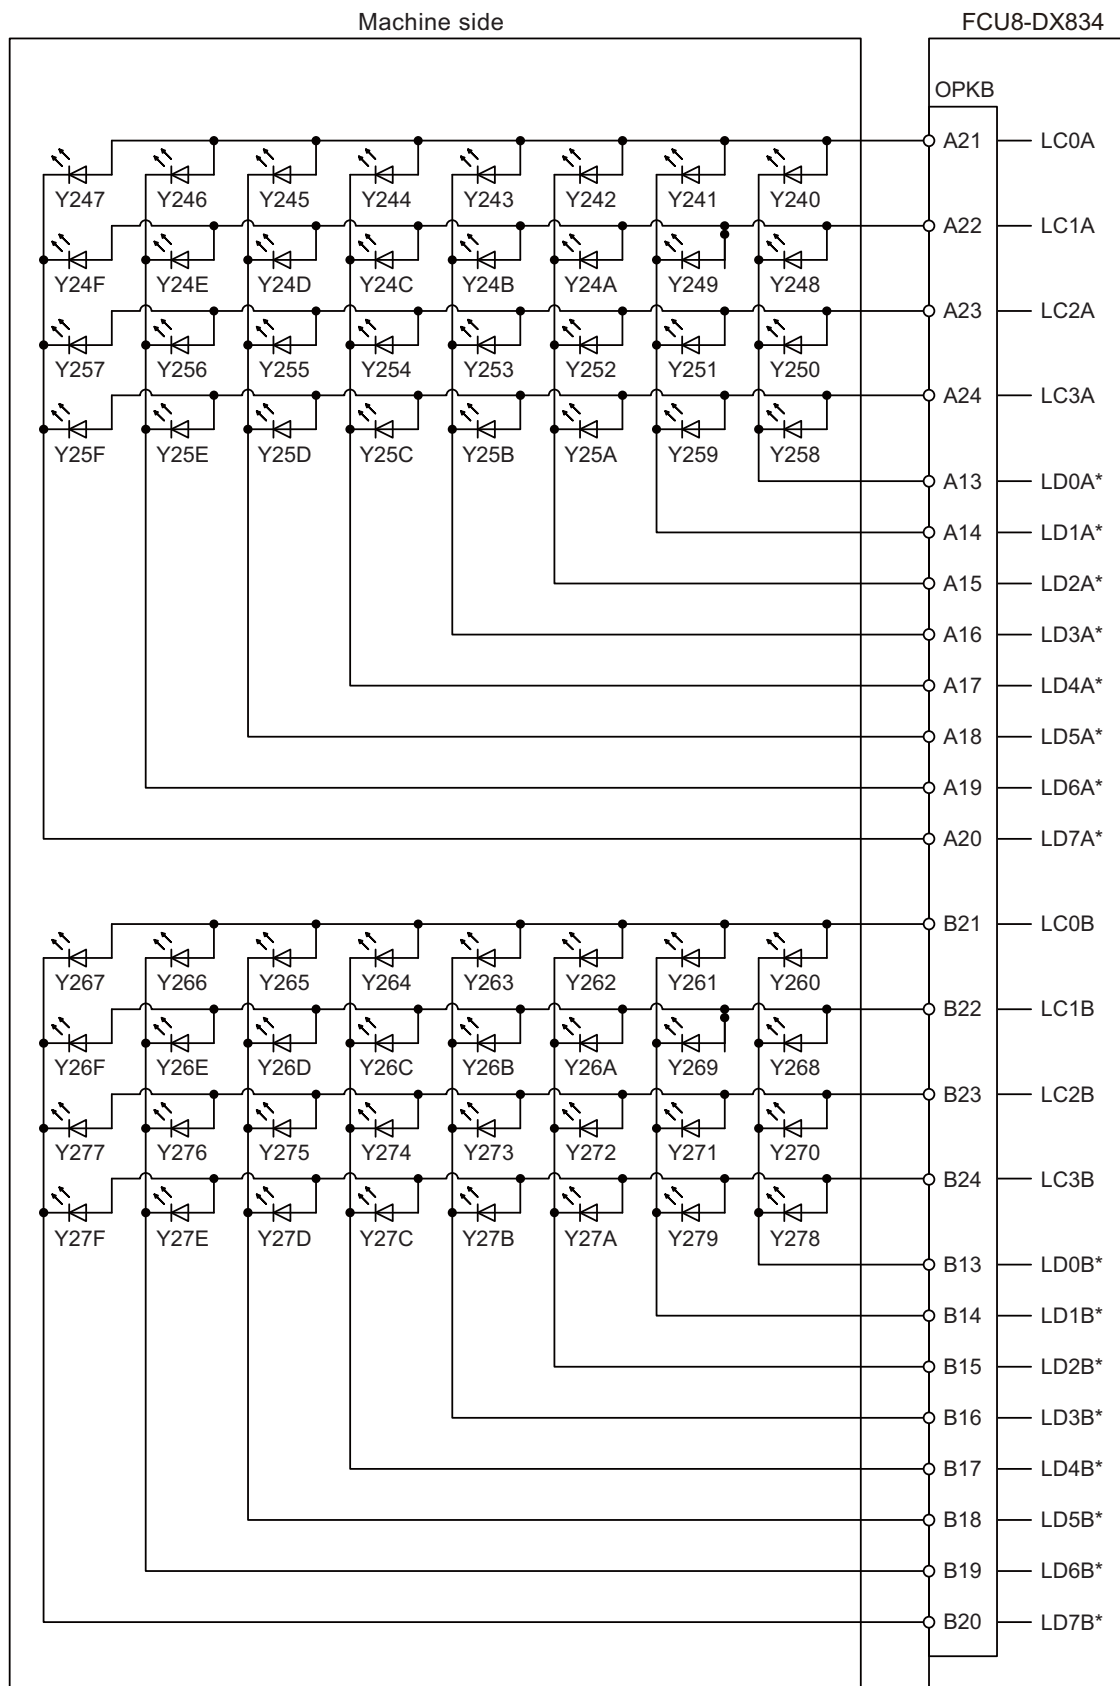 Machine side FCU8-DX834
OPKB
A21 LC0A
Y247 Y246 Y245 Y244 Y243 Y242 Y241 Y240
A22 LC1A
Y24F Y24E Y24D Y24C Y24B Y24A Y249 Y248
A23 LC2A
Y257 Y256 Y255 Y254 Y253 Y252 Y251 Y250
A24 LC3A
Y25F Y25E Y25D Y25C Y25B Y25A Y259 Y258
A13 LD0A*
A14 LD1A*
A15 LD2A*
A16 LD3A*
A17 LD4A*
A18 LD5A*
A19 LD6A*
A20 LD7A*
B21 LC0B
Y267 Y266 Y265 Y264 Y263 Y262 Y261 Y260
B22 LC1B
Y26F Y26E Y26D Y26C Y26B Y26A Y269 Y268
B23 LC2B
Y277 Y276 Y275 Y274 Y273 Y272 Y271 Y270
B24 LC3B
Y27F Y27E Y27D Y27C Y27B Y27A Y279 Y278
B13 LD0B*
B14 LD1B*
B15 LD2B*
B16 LD3B*
B17 LD4B*
B18 LD5B*
B19 LD6B*
B20 LD7B*